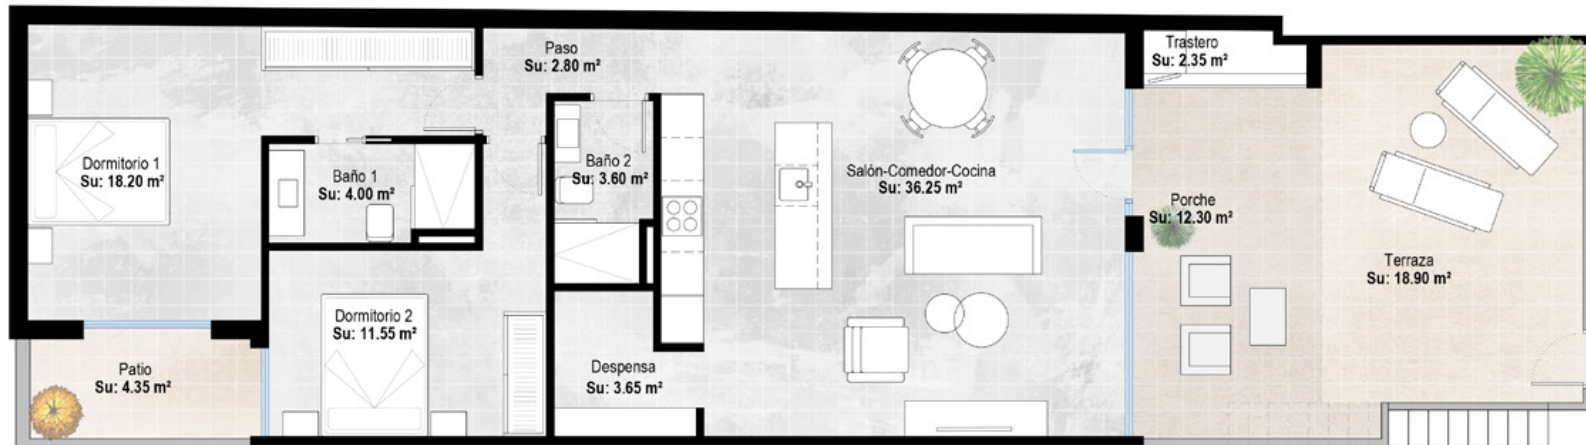 Paso
Su: 2.80 m²
Trastero
Su: 2.35 m²
Dormitorio 1
Su: 18.20 m²
Baño 1
Su: 4.00 m²
Baño 2
Su: 3.60 m²
Salón-Comedor-Cocina
Su: 36.25 m²
Porche
Su: 12.30 m²
Terraza
Su: 18.90 m²
Dormitorio 2
Su: 11.55 m²
Patio
Su: 4.35 m²
Despensa
Su: 3.65 m²